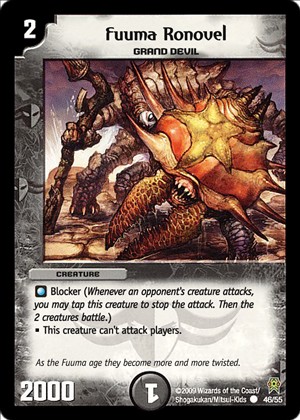 2
Fuuma Ronovel
GRAND DEVIL
CREATURE
Blocker (Whenever an opponent's creature attacks,
you may tap this creature to stop the attack. Then the
2 creatures battle.)
▪ This creature can't attack players.
As the Fuuma age they become more and more twisted.
2000
1
©2009 Wizards of the Coast/
Shogakukan/Mitsui-Kids
46/55